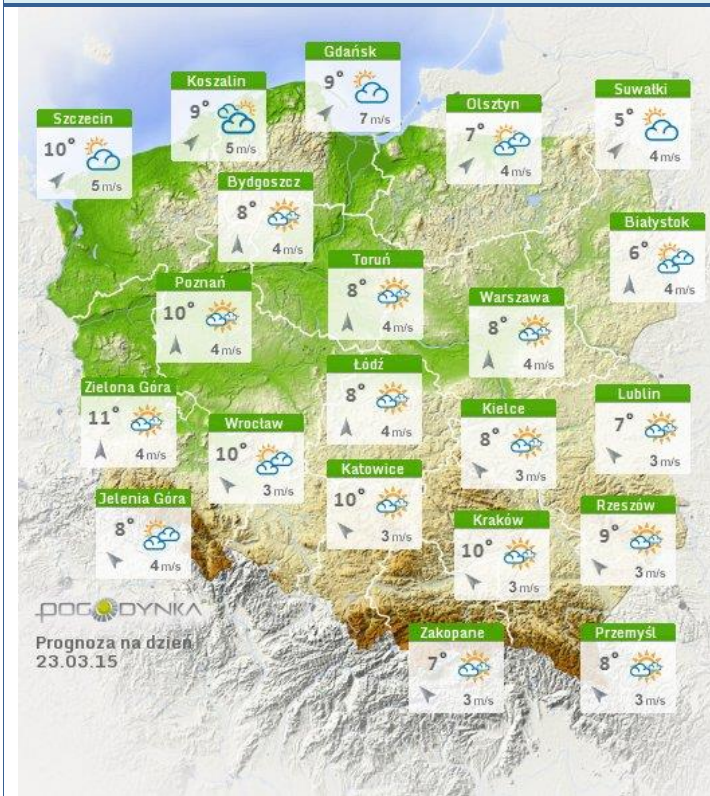 Gdańsk
9°
7 m/s
Koszalin
9°
5 m/s
Suwałki
5°
4 m/s
Olsztyn
7°
4 m/s
Szczecin
10°
5 m/s
Bydgoszcz
8°
4 m/s
Białystok
6°
4 m/s
Toruń
8°
4 m/s
Poznań
10°
4 m/s
Warszawa
8°
4 m/s
Łódź
8°
4 m/s
Zielona Góra
11°
4 m/s
Lublin
7°
3 m/s
Kielce
8°
3 m/s
Wrocław
10°
3 m/s
Katowice
10°
3 m/s
Jelenia Góra
8°
4 m/s
Rzeszów
9°
3 m/s
Kraków
10°
3 m/s
POGODYNKA
Prognoza na dzień
23.03.15
Zakopane
7°
3 m/s
Przemyśl
8°
3 m/s